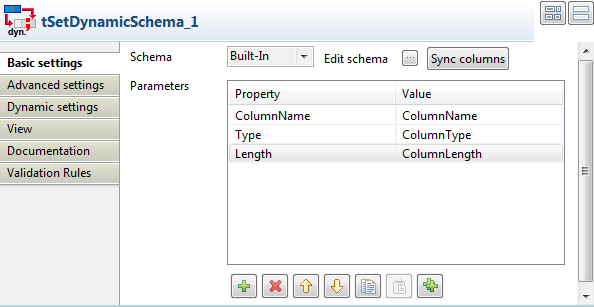 dyn.
tSetDynamicSchema_1
Basic settings
Advanced settings
Dynamic settings
View
Documentation
Validation Rules
Schema
Built-In
Edit schema
...
Sync columns
Parameters
Property Value
ColumnName ColumnName
Type ColumnType
Length ColumnLength